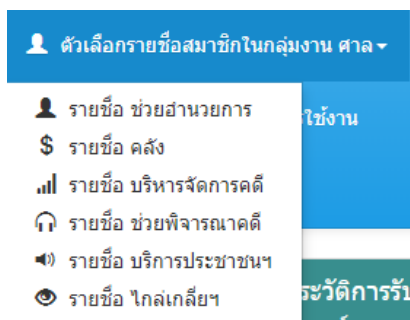 ตัวเลือกรายชื่อสมาชิกในกลุ่มงาน ศาล
รายชื่อ ช่วยอำนวยการ
ใช้งาน
รายชื่อ คลัง
รายชื่อ บริหารจัดการคดี
รายชื่อ ช่วยพิจารณาคดี
รายชื่อ บริการประชาชนฯ
รายชื่อ ไกล่เกลี่ยฯ
ระวัติการรับ